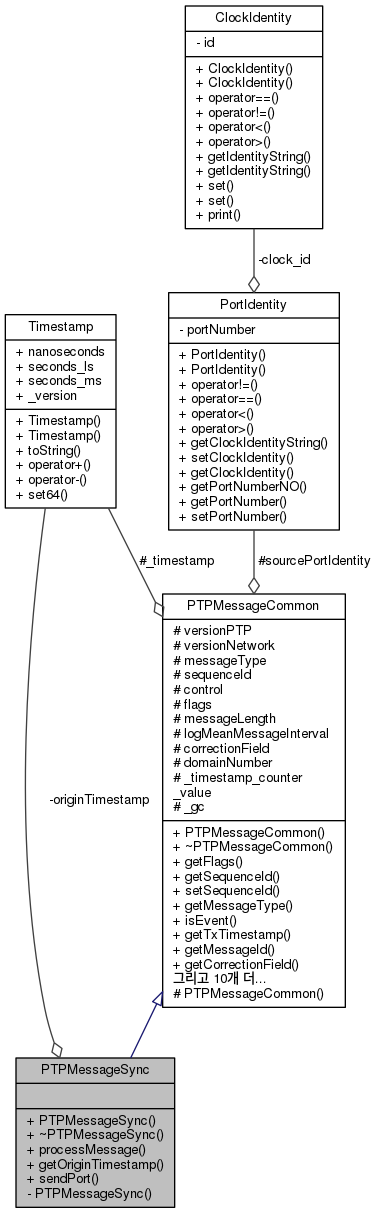 ClockIdentity
- id
+ ClockIdentity()
+ ClockIdentity()
+ operator==()
+ operator!=()
+ operator<()
+ operator>()
+ getIdentityString()
+ getIdentityString()
+ set()
+ set()
+ print()
-clock_id
PortIdentity
- portNumber
+ PortIdentity()
+ PortIdentity()
+ operator!=()
+ operator==()
+ operator<()
+ operator>()
+ getClockIdentityString()
+ setClockIdentity()
+ getClockIdentity()
+ getPortNumberNO()
+ getPortNumber()
+ setPortNumber()
Timestamp
+ nanoseconds
+ seconds_ls
+ seconds_ms
+ _version
+ Timestamp()
+ Timestamp()
+ toString()
+ operator+()
+ operator-()
+ set64()
#_timestamp
#sourcePortIdentity
PTPMessageCommon
# versionPTP
# versionNetwork
# messageType
# sequenceId
# control
# flags
# messageLength
# logMeanMessageInterval
# correctionField
# domainNumber
# _timestamp_counter
_value
# _gc
+ PTPMessageCommon()
+ ~PTPMessageCommon()
+ getFlags()
+ getSequenceId()
+ setSequenceId()
+ getMessageType()
+ isEvent()
+ getTxTimestamp()
+ getMessageId()
+ getCorrectionField()
그리고 10개 더...
# PTPMessageCommon()
-originTimestamp
PTPMessageSync
+ PTPMessageSync()
+ ~PTPMessageSync()
+ processMessage()
+ getOriginTimestamp()
+ sendPort()
- PTPMessageSync()